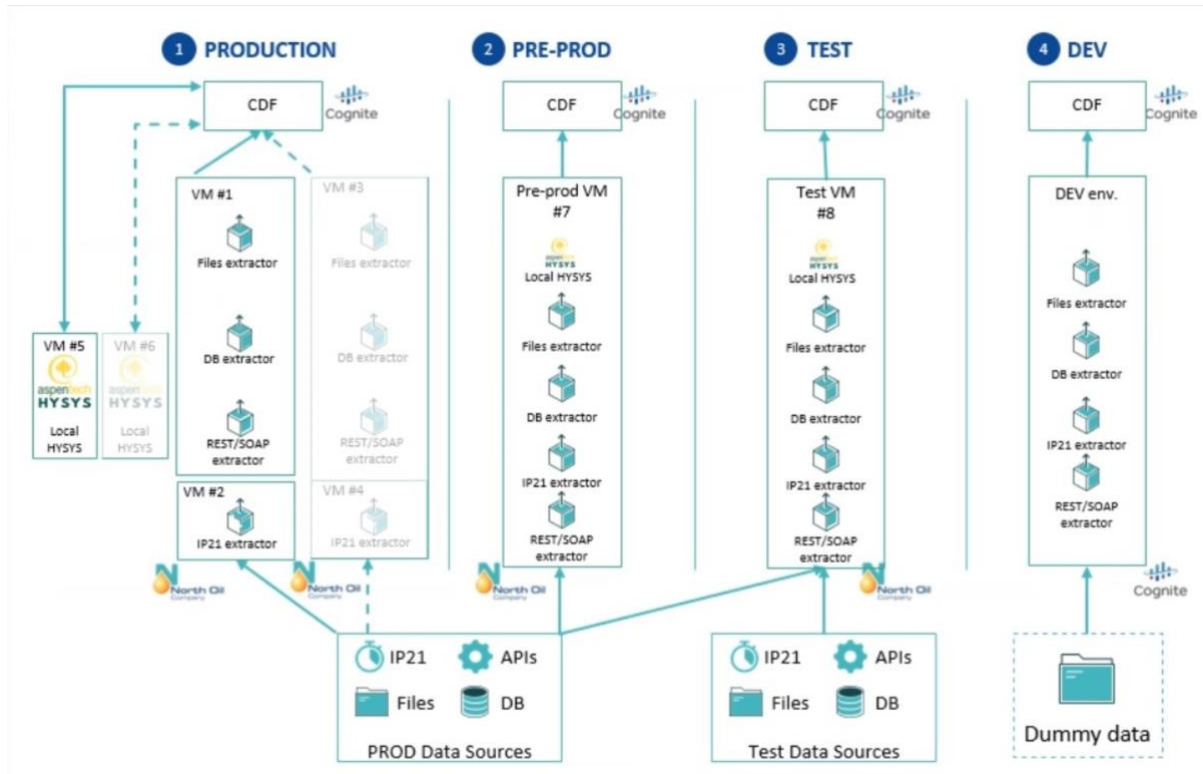 1 PRODUCTION
CDF
Cognite
VM #1
Files extractor
DB extractor
REST/SOAP
extractor
VM #2
IP21 extractor
VM #3
Files extractor
DB extractor
REST/SOAP
extractor
VM #4
IP21 extractor
VM #5
aspentech
HYSYS
Local
HYSYS
VM #6
aspentech
HYSYS
Local
HYSYS
North Oil
Company
North Oil
Company
2 PRE-PROD
CDF
Cognite
Pre-prod VM
#7
aspentech
HYSYS
Local HYSYS
Files extractor
DB extractor
IP21 extractor
REST/SOAP
extractor
North Oil
Company
3 TEST
CDF
Cognite
Test VM
#8
aspentech
HYSYS
Local HYSYS
Files extractor
DB extractor
IP21 extractor
REST/SOAP
extractor
North Oil
Company
4 DEV
CDF
Cognite
DEV env.
Files extractor
DB extractor
IP21 extractor
REST/SOAP
extractor
Cognite
IP21
APIs
Files
DB
PROD Data Sources
IP21
APIs
Files
DB
Test Data Sources
Dummy data